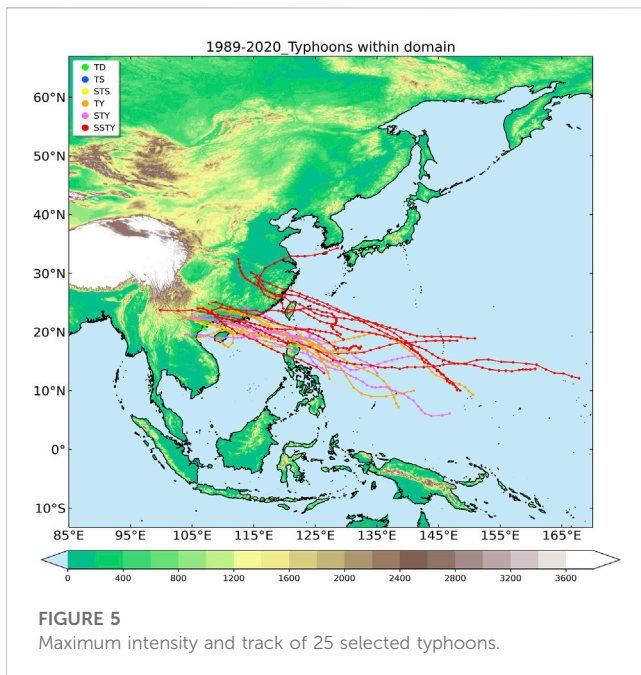 1989-2020_Typhoons within domain
TD
TS
STS
TY
STY
SSTY
60°N
50°N
40°N
30°N
20°N
10°N
0°
10°S
85°E 95°E 105°E 115°E 125°E 135°E 145°E 155°E 165°E
0 400 800 1200 1600 2000 2400 2800 3200 3600
FIGURE 5
Maximum intensity and track of 25 selected typhoons.